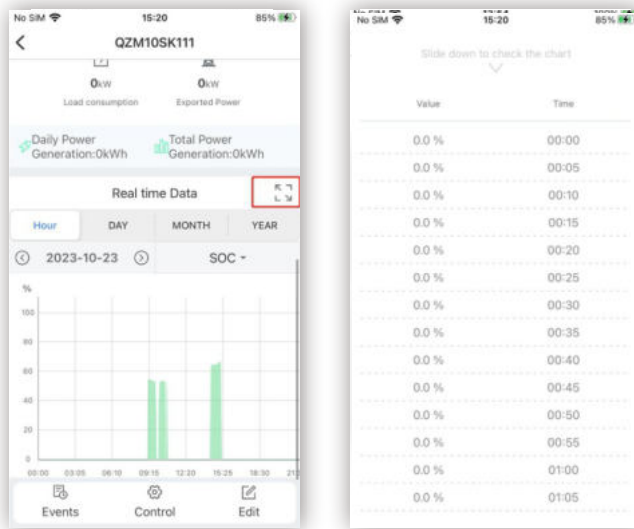 No SIM 15:20 85%
QZM10SK111
0kW 0kW
Load consumption Exported Power
Daily Power Generation:0kWh
Total Power Generation:0kWh
Real time Data
Hour DAY MONTH YEAR
2023-10-23 SOC
%
100
80
60
40
20
0
00:00 03:05 06:10 09:15 12:20 15:25 18:30
Events Control Edit
No SIM 15:20 85%
Slide down to check the chart
Value Time
0.0 % 00:00
0.0 % 00:05
0.0 % 00:10
0.0 % 00:15
0.0 % 00:20
0.0 % 00:25
0.0 % 00:30
0.0 % 00:35
0.0 % 00:40
0.0 % 00:45
0.0 % 00:50
0.0 % 00:55
0.0 % 01:00
0.0 % 01:05